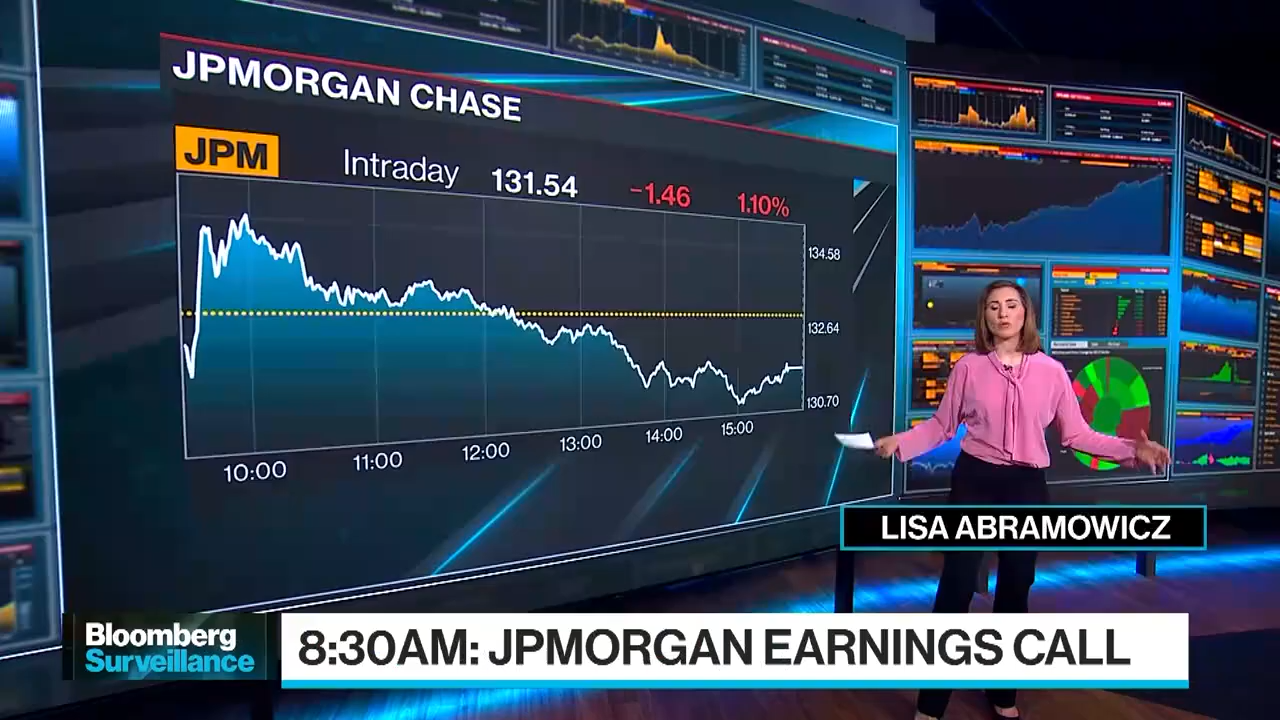 JPMORGAN CHASE
JPM Intraday 131.54 −1.46 1.10%
134.58
132.64
130.70
10:00 11:00 12:00 13:00 14:00 15:00
LISA ABRAMOWICZ
Bloomberg
Surveillance
8:30AM: JPMORGAN EARNINGS CALL